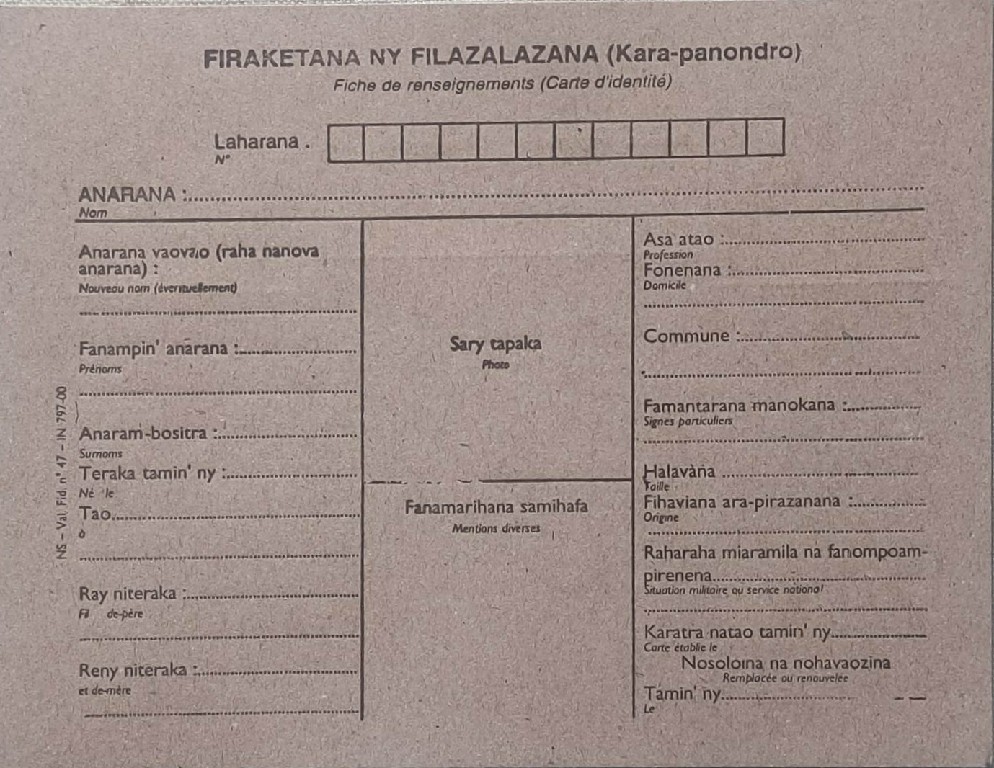 FIRAKETANA NY FILAZALAZANA (Kara-panondro)
Fiche de renseignements (Carte d'identité)
Laharana .
N°
ANARANA :
Nom
Anarana vaovao (raha nanova
anarana) :
Nouveau nom (éventuellement)
Fanampin' anarana :
Prénoms
Anaram-bositra :
Surnoms
Teraka tamin' ny :
Né le
Tao
à
Ray niteraka :
Fil de-père
Reny niteraka :
et de-mère
NS – Val. Fid. n° 47 – IN 797-00
Sary tapaka
Photo
Fanamarihana samihafa
Mentions diverses
Asa atao :
Profession
Fonenana :
Domicile
Commune :
Famantarana manokana :
Signes particuliers
Halavàna
Taille
Fihaviana ara-pirazanana :
Origine
Raharaha miaramila na fanompoam-
pirenena
Situation militaire ou service national
Karatra natao tamin' ny
Carte établie le
Nosoloina na nohavaozina
Remplacée ou renouvelée
Tamin' ny
Le